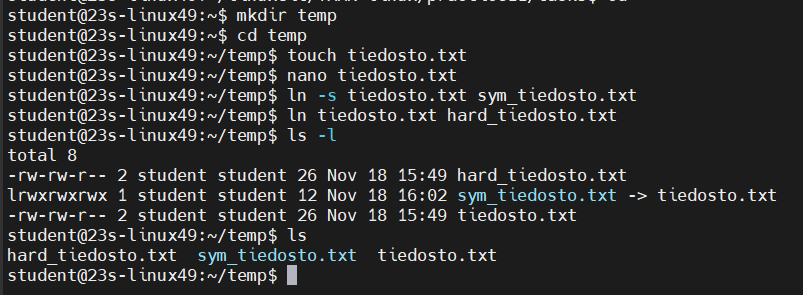 student@23s-linux49:~$ mkdir temp
student@23s-linux49:~$ cd temp
student@23s-linux49:~/temp$ touch tiedosto.txt
student@23s-linux49:~/temp$ nano tiedosto.txt
student@23s-linux49:~/temp$ ln -s tiedosto.txt sym_tiedosto.txt
student@23s-linux49:~/temp$ ln tiedosto.txt hard_tiedosto.txt
student@23s-linux49:~/temp$ ls -l
total 8
-rw-rw-r-- 2 student student 26 Nov 18 15:49 hard_tiedosto.txt
lrwxrwxrwx 1 student student 12 Nov 18 16:02 sym_tiedosto.txt -> tiedosto.txt
-rw-rw-r-- 2 student student 26 Nov 18 15:49 tiedosto.txt
student@23s-linux49:~/temp$ ls
hard_tiedosto.txt  sym_tiedosto.txt  tiedosto.txt
student@23s-linux49:~/temp$